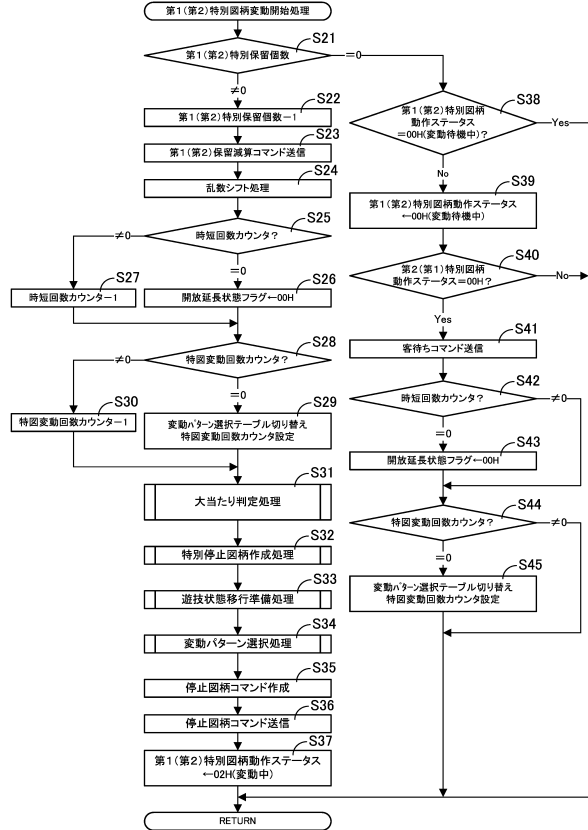 第1(第2)特別図柄変動開始処理
S21
第1(第2)特別保留個数
=0
≠0
S22
第1(第2)特別保留個数-1
S23
第1(第2)保留減算コマンド送信
S24
乱数シフト処理
S25
時短回数カウンタ?
≠0
=0
S27
時短回数カウンター1
S26
開放延長状態フラグ←00H
S28
特図変動回数カウンタ?
≠0
=0
S30
特図変動回数カウンター1
S29
変動パターン選択テーブル切り替え
特図変動回数カウンタ設定
S31
大当たり判定処理
S32
特別停止図柄作成処理
S33
遊技状態移行準備処理
S34
変動パターン選択処理
S35
停止図柄コマンド作成
S36
停止図柄コマンド送信
S37
第1(第2)特別図柄動作ステータス
←02H(変動中)
RETURN
S38
第1(第2)特別図柄
動作ステータス
=00H(変動待機中)?
Yes
No
S39
第1(第2)特別図柄動作ステータス
←00H(変動待機中)
S40
第2(第1)特別図柄
動作ステータス=00H?
No
Yes
S41
客待ちコマンド送信
S42
時短回数カウンタ?
≠0
=0
S43
開放延長状態フラグ←00H
S44
特図変動回数カウンタ?
≠0
=0
S45
変動パターン選択テーブル切り替え
特図変動回数カウンタ設定